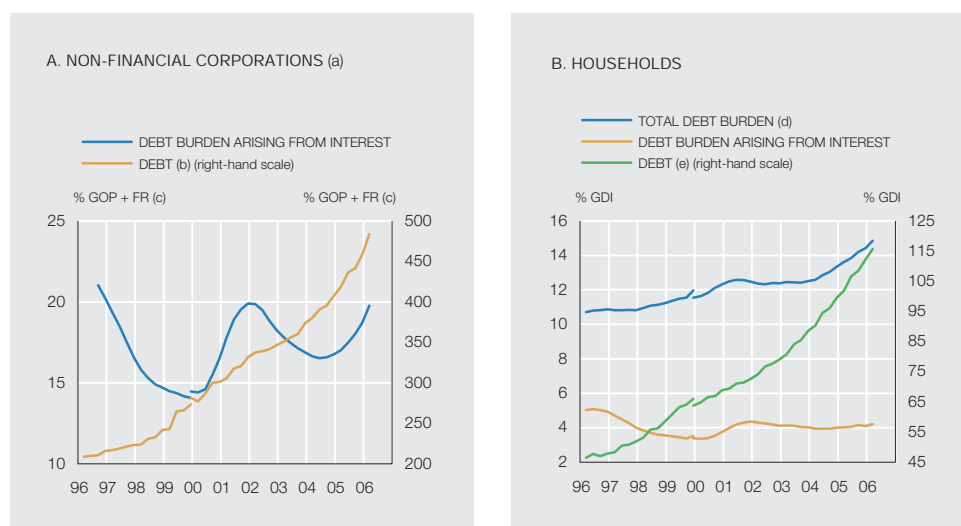 A. NON-FINANCIAL CORPORATIONS (a)
DEBT BURDEN ARISING FROM INTEREST
DEBT (b) (right-hand scale)
% GOP + FR (c) % GOP + FR (c)
25 500
450
20 400
350
15 300
250
10 200
96 97 98 99 00 01 02 03 04 05 06
B. HOUSEHOLDS
TOTAL DEBT BURDEN (d)
DEBT BURDEN ARISING FROM INTEREST
DEBT (e) (right-hand scale)
% GDI % GDI
16 125
14 115
12 105
10 95
8 85
6 75
4 65
2 55
45
96 97 98 99 00 01 02 03 04 05 06